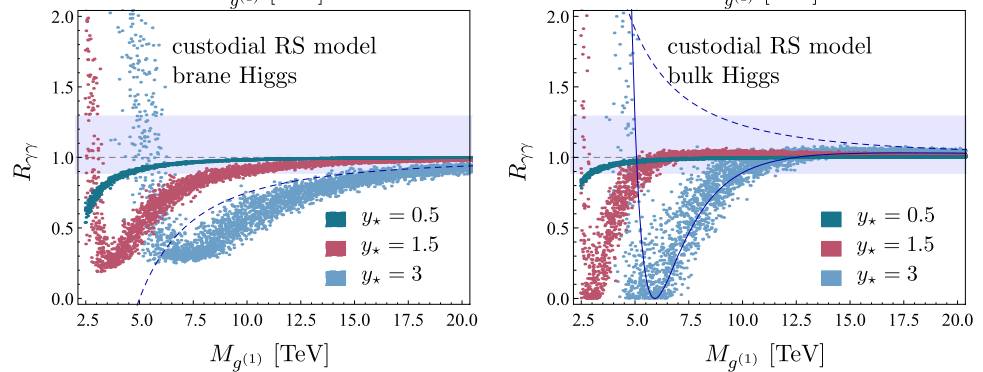 custodial RS model
brane Higgs
R_γγ
2.0
1.5
1.0
0.5
0.0
y⋆ = 0.5
y⋆ = 1.5
y⋆ = 3
2.5 5.0 7.5 10.0 12.5 15.0 17.5 20.0
M_g(1) [TeV]
custodial RS model
bulk Higgs
R_γγ
2.0
1.5
1.0
0.5
0.0
y⋆ = 0.5
y⋆ = 1.5
y⋆ = 3
2.5 5.0 7.5 10.0 12.5 15.0 17.5 20.0
M_g(1) [TeV]